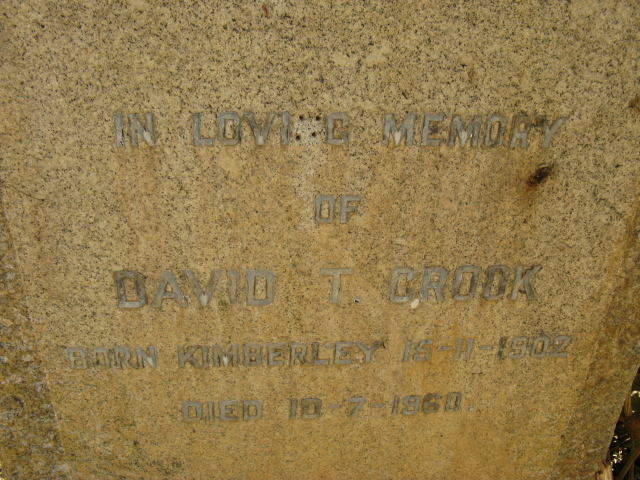 IN LOVI G MEMORY
OF
DAVID T. CROOK
BORN KIMBERLEY 15-11-1902
DIED 10-7-1960.